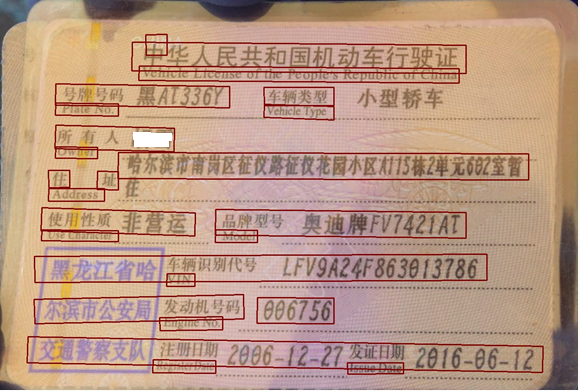 中华人民共和国机动车行驶证
Vehicle License of the People's Republic of China
号牌号码 黑AT336Y 车辆类型 小型轿车
Plate No. Vehicle Type
所有人
Owner
住址 哈尔滨市南岗区征仪路征仪花园小区A115栋2单元602室暂住
Address
使用性质 非营运 品牌型号 奥迪牌FV7421AT
Use Character Model
黑龙江省哈 车辆识别代号 LFV9A24F863013786
VIN
尔滨市公安局 发动机号码 006756
Engine No.
交通警察支队 注册日期 2006-12-27 发证日期 2016-06-12
Register Date Issue Date